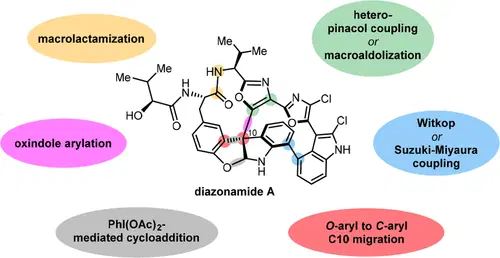 macrolactamization
hetero-
pinacol coupling
or
macroaldolization
oxindole arylation
Witkop
or
Suzuki-Miyaura
coupling
PhI(OAc)2-
mediated cycloaddition
O-aryl to C-aryl
C10 migration
Me
Me
Me
Me
HN
H
N
HO
O
O
N
O
N
O
Cl
Cl
NH
10
O
N
H
diazonamide A